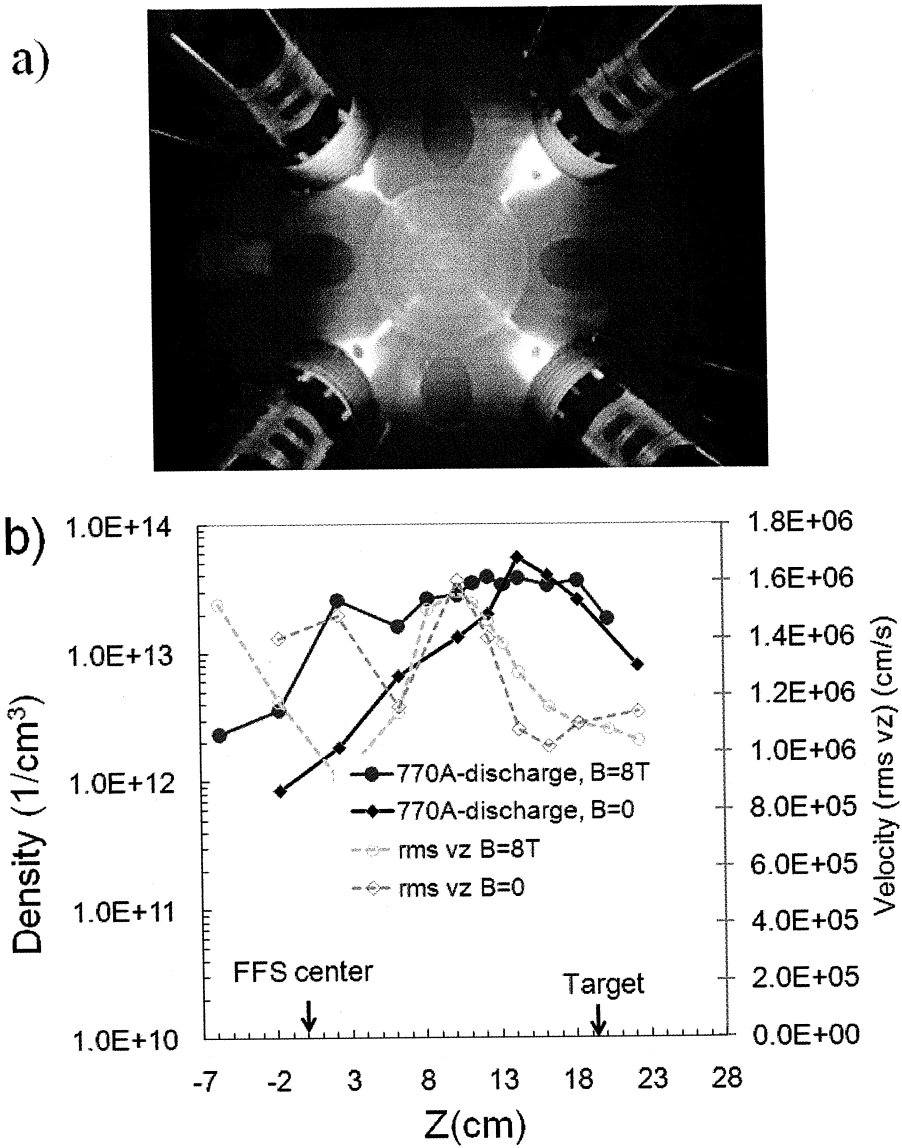 a)
b)
1.0E+14
1.0E+13
1.0E+12
1.0E+11
1.0E+10
Density (1/cm³)
1.8E+06
1.6E+06
1.4E+06
1.2E+06
1.0E+06
8.0E+05
6.0E+05
4.0E+05
2.0E+05
0.0E+00
Velocity (rms vz) (cm/s)
770A-discharge, B=8T
770A-discharge, B=0
rms vz B=8T
rms vz B=0
FFS center
Target
-7 -2 3 8 13 18 23 28
Z(cm)